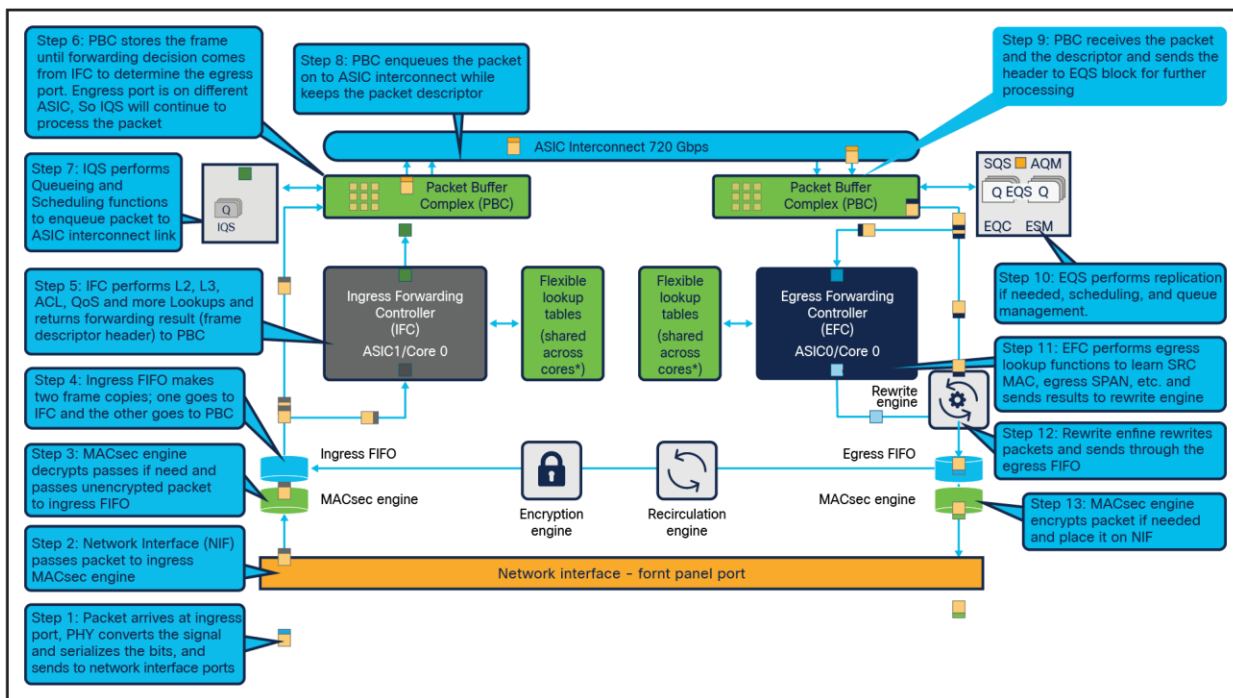 Step 6: PBC stores the frame
until forwarding decision comes
from IFC to determine the egress
port. Engress port is on different
ASIC, So IQS will continue to
process the packet
Step 8: PBC enqueues the packet
on to ASIC interconnect while
keeps the packet descriptor
Step 9: PBC receives the packet
and the descriptor and sends the
header to EQS block for further
processing
ASIC Interconnect 720 Gbps
Step 7: IQS performs
Queueing and
Scheduling functions
to enqueue packet to
ASIC interconnect link
Q
IQS
Packet Buffer
Complex (PBC)
Packet Buffer
Complex (PBC)
SQS AQM
Q EQS Q
EQC ESM
Step 5: IFC performs L2, L3,
ACL, QoS and more Lookups and
returns forwarding result (frame
descriptor header) to PBC
Ingress Forwarding
Controller
(IFC)
ASIC1/Core 0
Flexible
lookup
tables
(shared
across
cores*)
Flexible
lookup
tables
(shared
across
cores*)
Egress Forwarding
Controller
(EFC)
ASIC0/Core 0
Step 10: EQS performs replication
if needed, scheduling, and queue
management.
Step 4: Ingress FIFO makes
two frame copies; one goes to
IFC and the other goes to PBC
Rewrite
engine
Step 11: EFC performs egress
lookup functions to learn SRC
MAC, egress SPAN, etc. and
sends results to rewrite engine
Step 3: MACsec engine
decrypts passes if need and
passes unencrypted packet
to ingress FIFO
Ingress FIFO
MACsec engine
Encryption
engine
Recirculation
engine
Egress FIFO
MACsec engine
Step 12: Rewrite enfine rewrites
packets and sends through the
egress FIFO
Step 13: MACsec engine
encrypts packet if needed
and place it on NIF
Step 2: Network Interface (NIF)
passes packet to ingress
MACsec engine
Network interface - fornt panel port
Step 1: Packet arrives at ingress
port, PHY converts the signal
and serializes the bits, and
sends to network interface ports